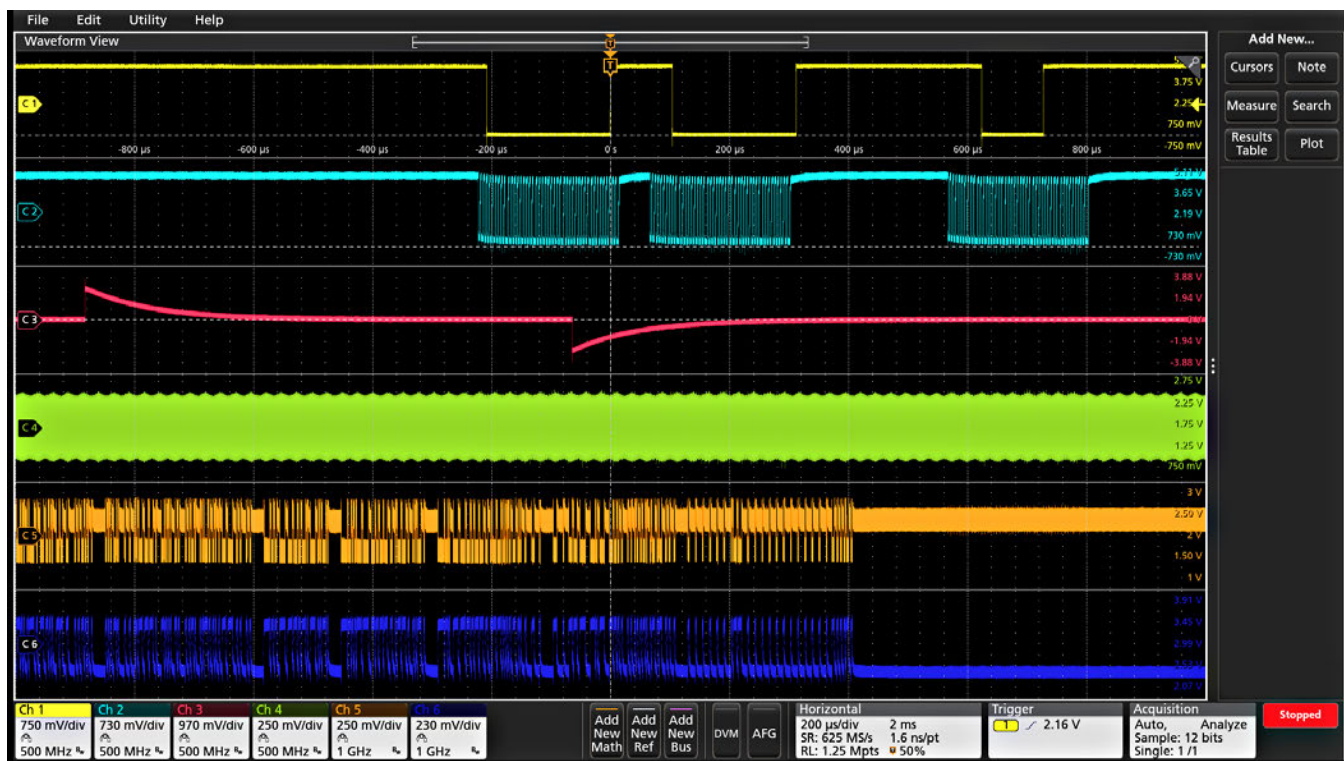 File Edit Utility Help
Waveform View
Add New...
Cursors Note
Measure Search
Results Table Plot
T
T
C 1
3.75 V
750 mV
-750 mV
-800 µs -600 µs -400 µs -200 µs 0 s 200 µs 400 µs 600 µs 800 µs
C 2
3.65 V
2.19 V
730 mV
-730 mV
C 3
3.88 V
1.94 V
-1.94 V
-3.88 V
C 4
2.75 V
2.25 V
1.75 V
1.25 V
750 mV
C 5
3 V
2.50 V
2 V
1.50 V
1 V
C 6
3.91 V
3.45 V
2.99 V
2.07 V
Ch 1
750 mV/div
500 MHz
Ch 2
730 mV/div
500 MHz
Ch 3
970 mV/div
500 MHz
Ch 4
250 mV/div
500 MHz
Ch 5
250 mV/div
1 GHz
Ch 6
230 mV/div
1 GHz
Add New Math
Add New Ref
Add New Bus
DVM
AFG
Horizontal
200 µs/div 2 ms
SR: 625 MS/s 1.6 ns/pt
RL: 1.25 Mpts 50%
Trigger
1 2.16 V
Acquisition
Auto, Analyze
Sample: 12 bits
Single: 1 /1
Stopped